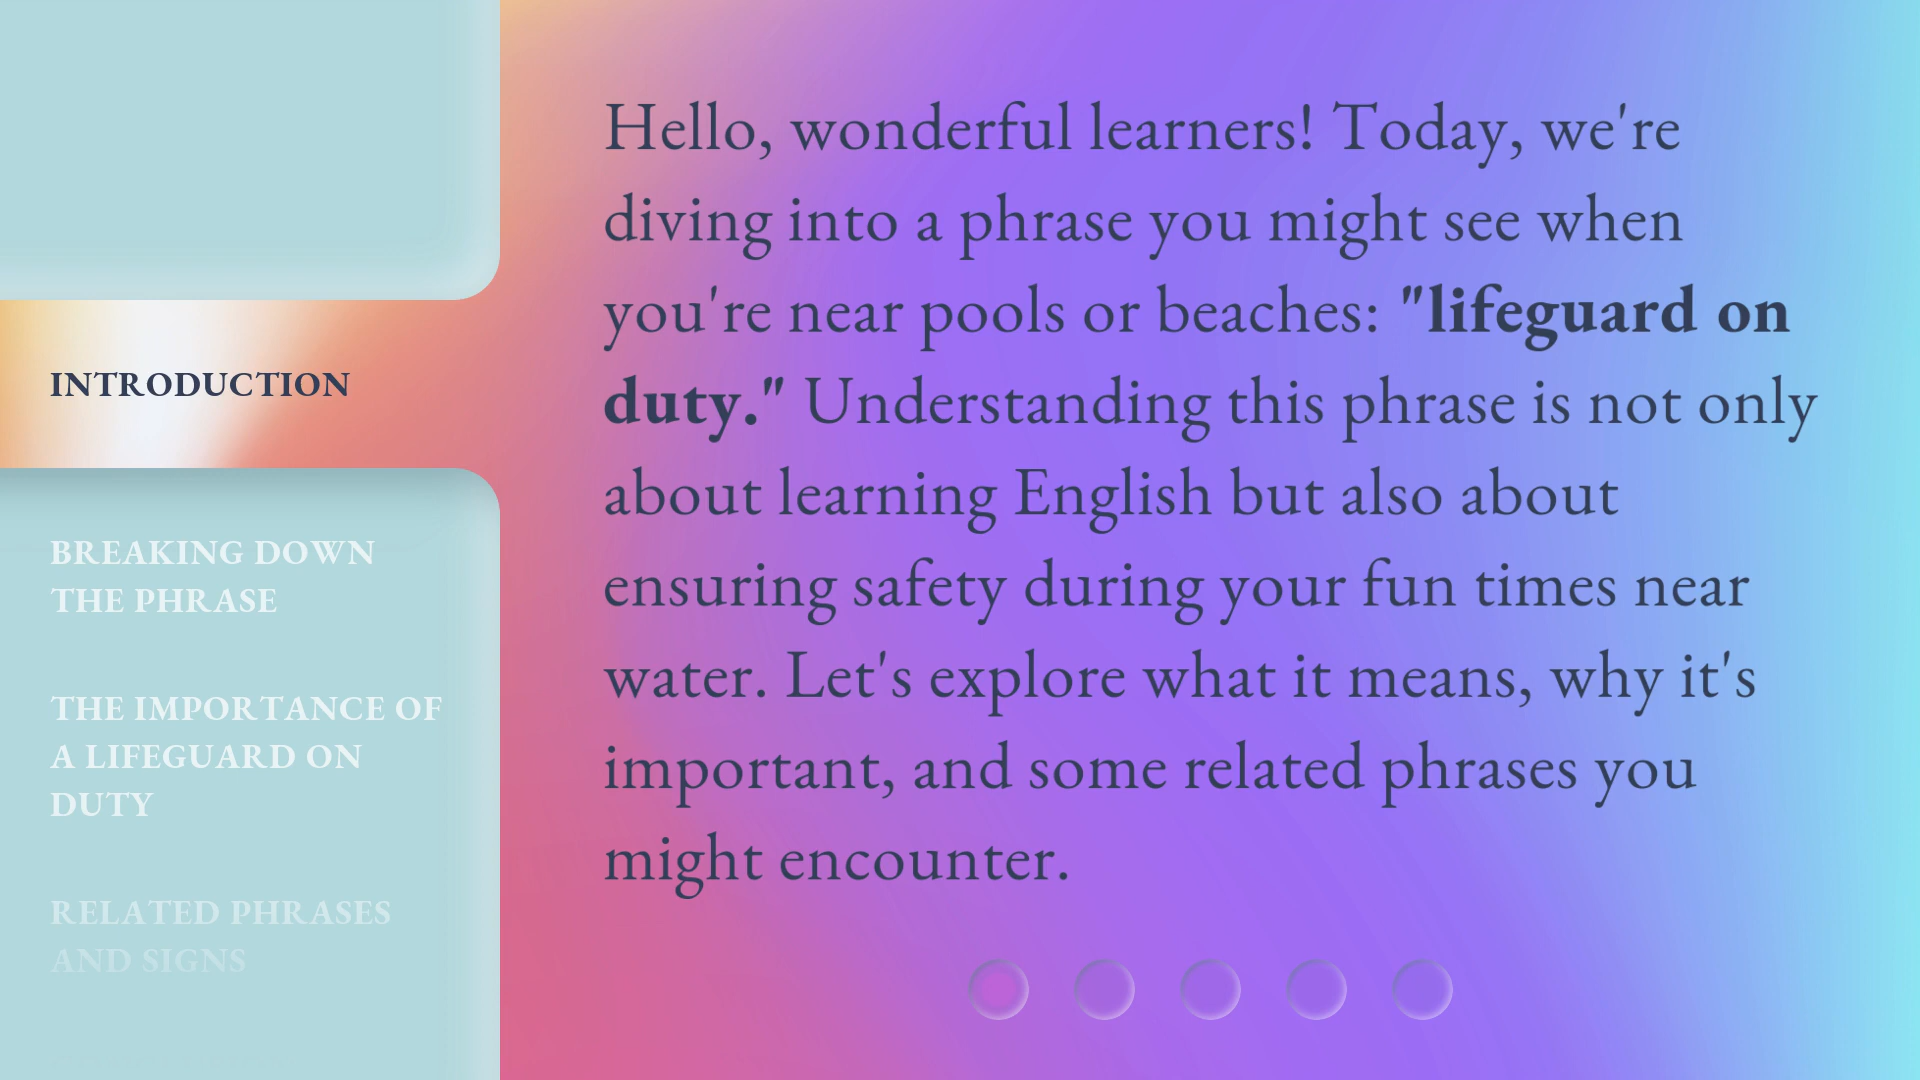 INTRODUCTION
BREAKING DOWN
THE PHRASE
THE IMPORTANCE OF
A LIFEGUARD ON
DUTY
RELATED PHRASES
AND SIGNS
Hello, wonderful learners! Today, we're
diving into a phrase you might see when
you're near pools or beaches: "lifeguard on
duty." Understanding this phrase is not only
about learning English but also about
ensuring safety during your fun times near
water. Let's explore what it means, why it's
important, and some related phrases you
might encounter.